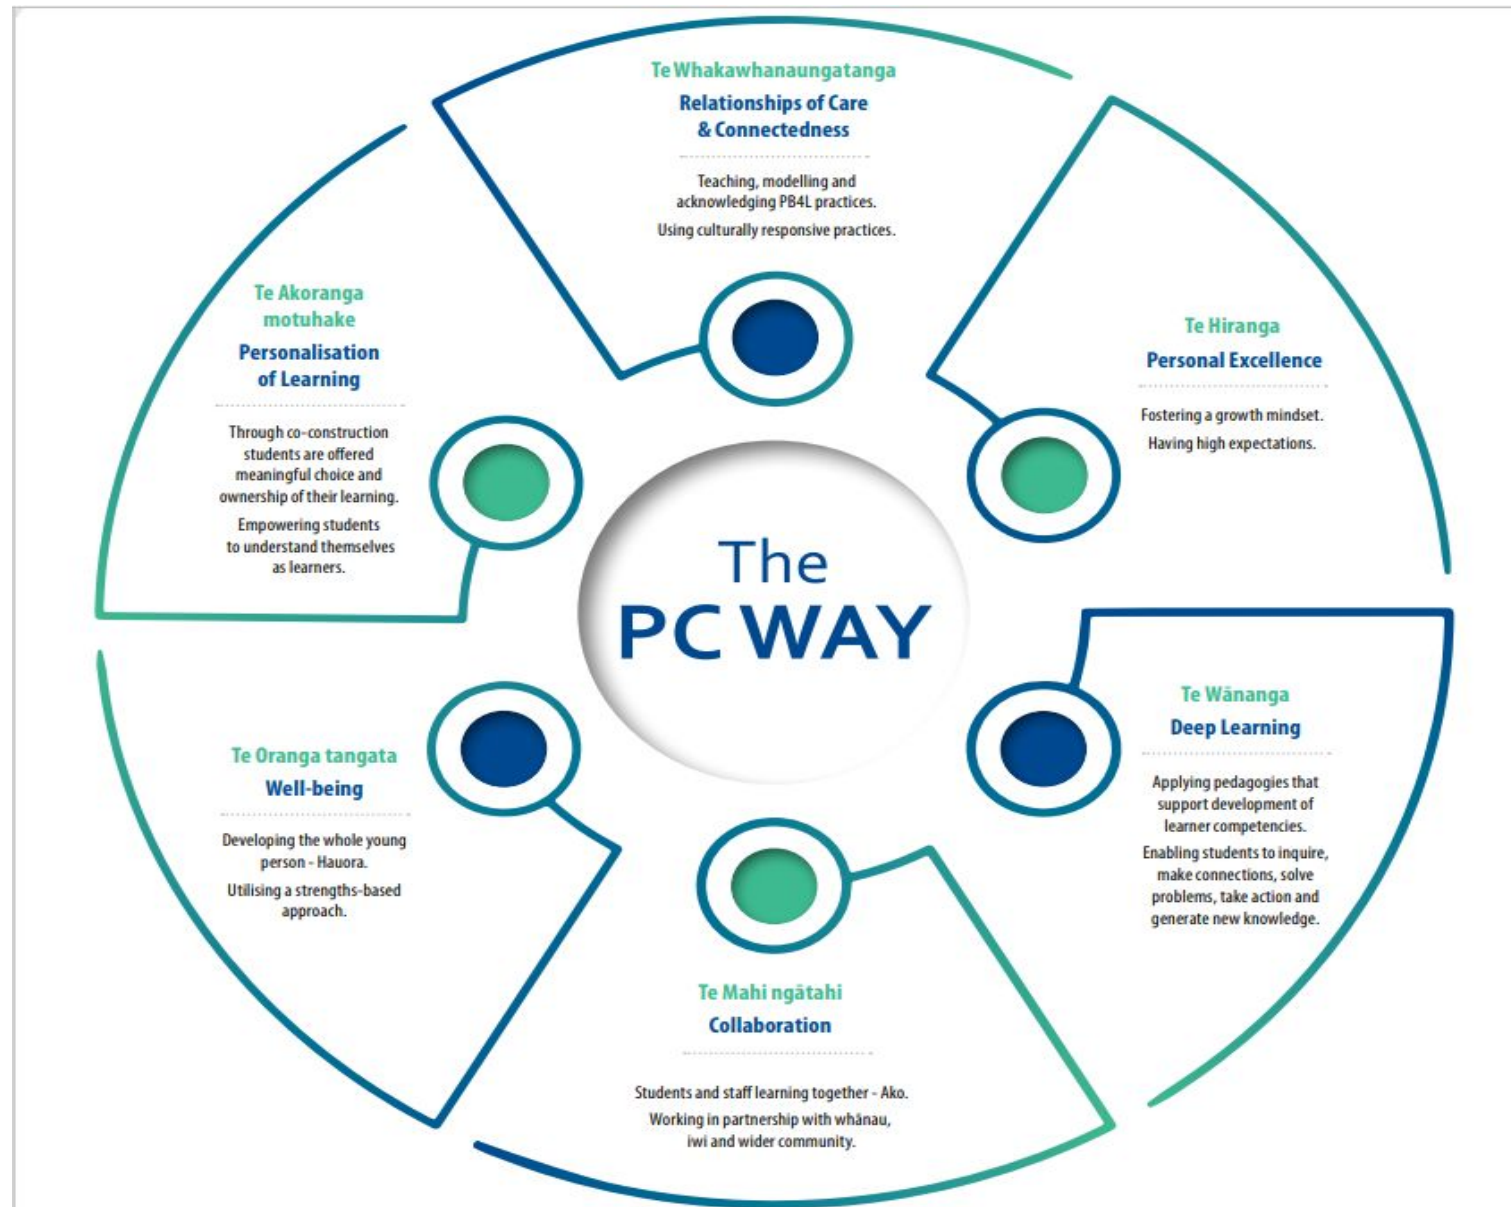 Te Whakawhanaungatanga
Relationships of Care
& Connectedness
Teaching, modelling and
acknowledging PB4L practices.
Using culturally responsive practices.
Te Hiranga
Personal Excellence
Fostering a growth mindset.
Having high expectations.
Te Wānanga
Deep Learning
Applying pedagogies that
support development of
learner competencies.
Enabling students to inquire,
make connections, solve
problems, take action and
generate new knowledge.
Te Mahi ngātahi
Collaboration
Students and staff learning together - Ako.
Working in partnership with whānau,
iwi and wider community.
Te Oranga tangata
Well-being
Developing the whole young
person - Hauora.
Utilising a strengths-based
approach.
Te Akoranga
motuhake
Personalisation
of Learning
Through co-construction
students are offered
meaningful choice and
ownership of their learning.
Empowering students
to understand themselves
as learners.
The
PC WAY